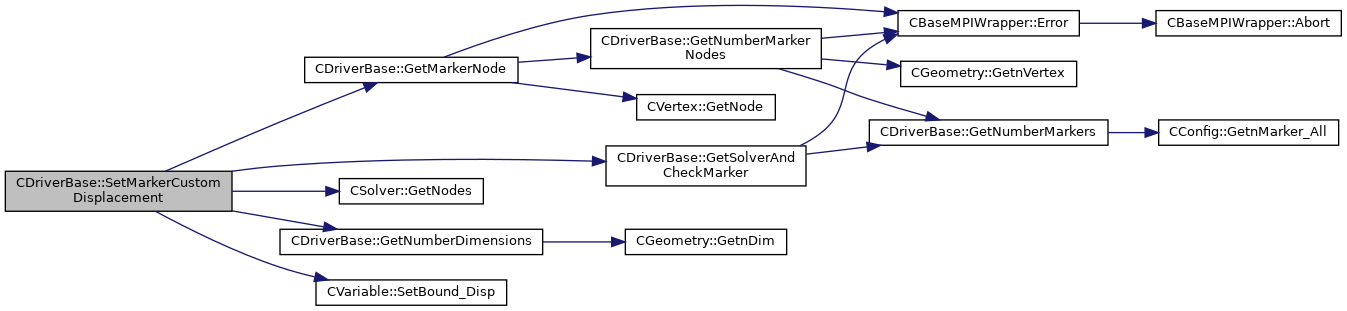 CDriverBase::SetMarkerCustom
Displacement
CDriverBase::GetMarkerNode
CDriverBase::GetNumberMarker
Nodes
CBaseMPIWrapper::Error
CBaseMPIWrapper::Abort
CGeometry::GetnVertex
CVertex::GetNode
CDriverBase::GetNumberMarkers
CConfig::GetnMarker_All
CDriverBase::GetSolverAnd
CheckMarker
CSolver::GetNodes
CDriverBase::GetNumberDimensions
CGeometry::GetnDim
CVariable::SetBound_Disp